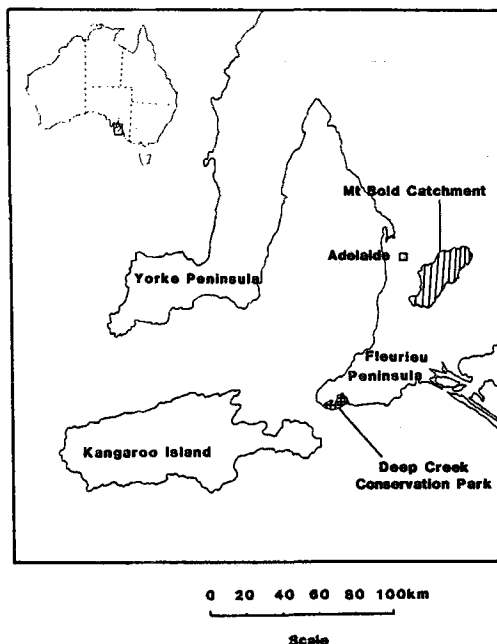 Mt Bold Catchment
Adelaide
Yorke Peninsula
Fleurieu
Peninsula
Kangaroo Island
Deep Creek
Conservation Park
0 20 40 60 80 100km
Scale